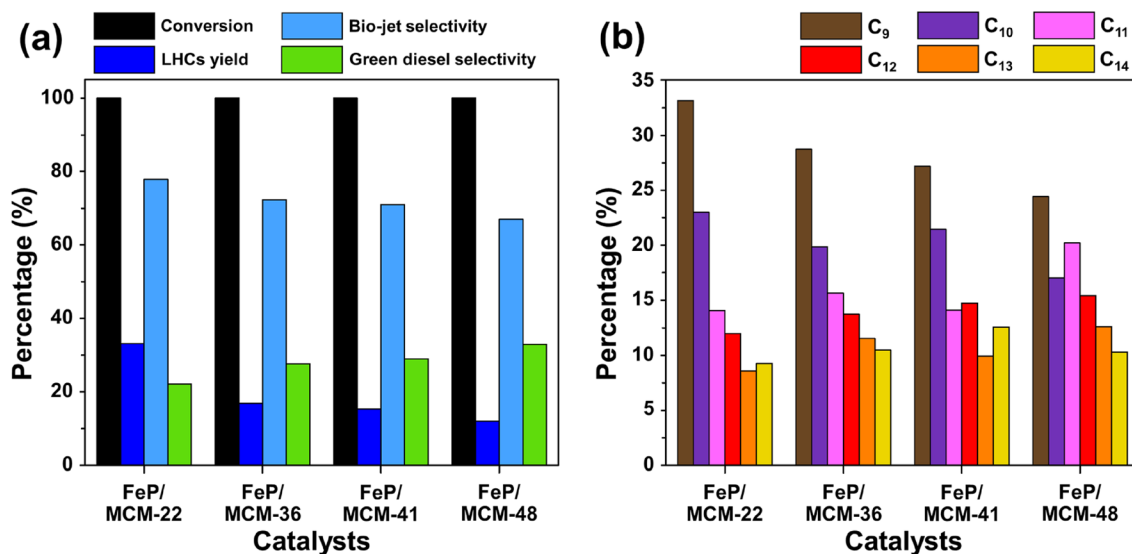 (a)
Conversion
Bio-jet selectivity
LHCs yield
Green diesel selectivity
Percentage (%)
100
80
60
40
20
0
FeP/ FeP/ FeP/ FeP/
MCM-22 MCM-36 MCM-41 MCM-48
Catalysts
(b)
C₉ C₁₀ C₁₁
C₁₂ C₁₃ C₁₄
Percentage (%)
35
30
25
20
15
10
5
0
FeP/ FeP/ FeP/ FeP/
MCM-22 MCM-36 MCM-41 MCM-48
Catalysts